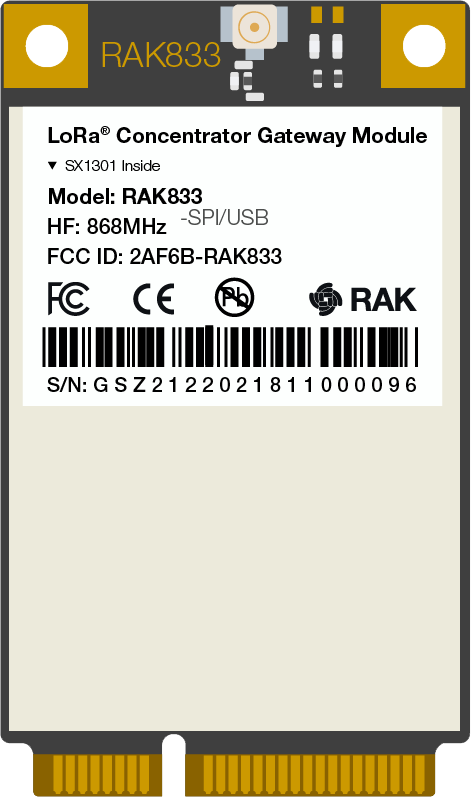 RAK833
LoRa® Concentrator Gateway Module
▼ SX1301 Inside
Model: RAK833
-SPI/USB
HF: 868MHz
FCC ID: 2AF6B-RAK833
FC CE Pb RAK
S/N: G S Z 2 1 2 2 0 2 1 8 1 1 0 0 0 0 9 6